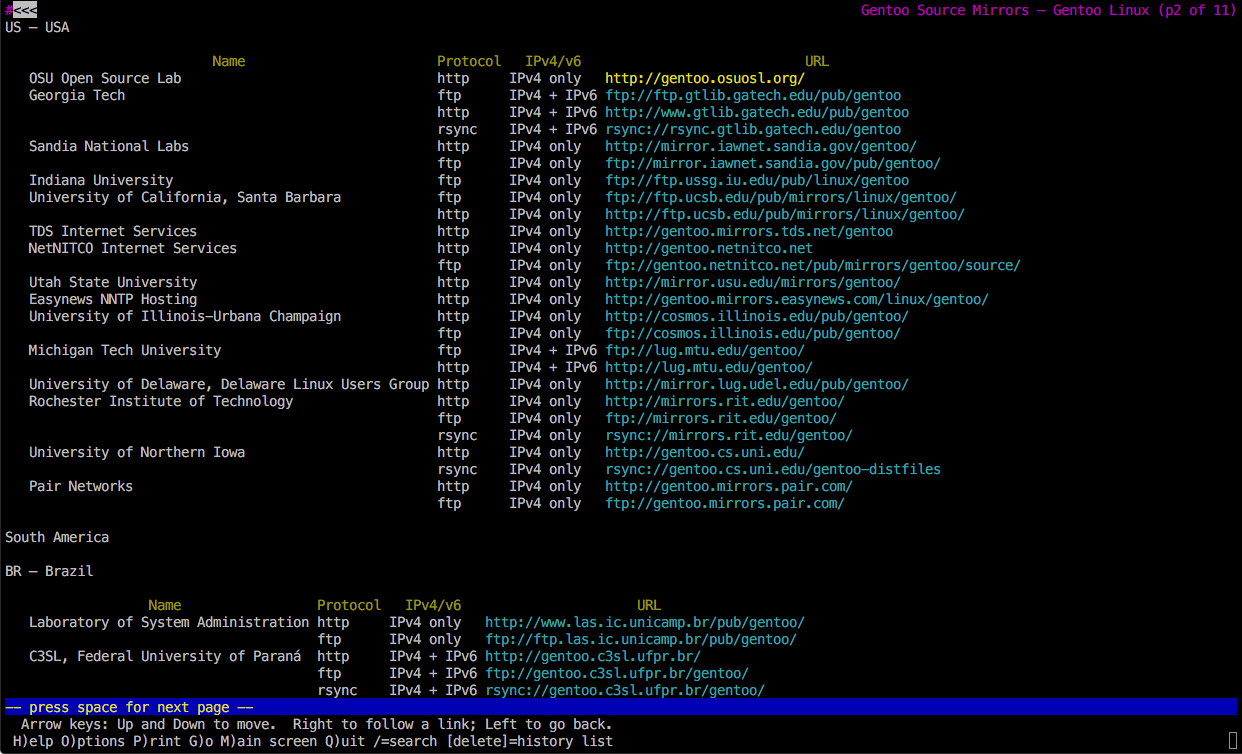 #<<< Gentoo Source Mirrors — Gentoo Linux (p2 of 11)
US — USA
Name Protocol IPv4/v6 URL
OSU Open Source Lab http IPv4 only http://gentoo.osuosl.org/
Georgia Tech ftp IPv4 + IPv6 ftp://ftp.gtlib.gatech.edu/pub/gentoo
http IPv4 + IPv6 http://www.gtlib.gatech.edu/pub/gentoo
rsync IPv4 + IPv6 rsync://rsync.gtlib.gatech.edu/gentoo
Sandia National Labs http IPv4 only http://mirror.iawnet.sandia.gov/gentoo/
ftp IPv4 only ftp://mirror.iawnet.sandia.gov/pub/gentoo/
Indiana University ftp IPv4 only ftp://ftp.ussg.iu.edu/pub/linux/gentoo
University of California, Santa Barbara ftp IPv4 only ftp://ftp.ucsb.edu/pub/mirrors/linux/gentoo/
http IPv4 only http://ftp.ucsb.edu/pub/mirrors/linux/gentoo/
TDS Internet Services http IPv4 only http://gentoo.mirrors.tds.net/gentoo
NetNITCO Internet Services http IPv4 only http://gentoo.netnitco.net
ftp IPv4 only ftp://gentoo.netnitco.net/pub/mirrors/gentoo/source/
Utah State University http IPv4 only http://mirror.usu.edu/mirrors/gentoo/
Easynews NNTP Hosting http IPv4 only http://gentoo.mirrors.easynews.com/linux/gentoo/
University of Illinois-Urbana Champaign http IPv4 only http://cosmos.illinois.edu/pub/gentoo/
ftp IPv4 only ftp://cosmos.illinois.edu/pub/gentoo/
Michigan Tech University ftp IPv4 + IPv6 ftp://lug.mtu.edu/gentoo/
http IPv4 + IPv6 http://lug.mtu.edu/gentoo/
University of Delaware, Delaware Linux Users Group http IPv4 only http://mirror.lug.udel.edu/pub/gentoo/
Rochester Institute of Technology http IPv4 only http://mirrors.rit.edu/gentoo/
ftp IPv4 only ftp://mirrors.rit.edu/gentoo/
rsync IPv4 only rsync://mirrors.rit.edu/gentoo/
University of Northern Iowa http IPv4 only http://gentoo.cs.uni.edu/
rsync IPv4 only rsync://gentoo.cs.uni.edu/gentoo-distfiles
Pair Networks http IPv4 only http://gentoo.mirrors.pair.com/
ftp IPv4 only ftp://gentoo.mirrors.pair.com/
South America
BR — Brazil
Name Protocol IPv4/v6 URL
Laboratory of System Administration http IPv4 only http://www.las.ic.unicamp.br/pub/gentoo/
ftp IPv4 only ftp://ftp.las.ic.unicamp.br/pub/gentoo/
C3SL, Federal University of Paraná http IPv4 + IPv6 http://gentoo.c3sl.ufpr.br/
ftp IPv4 + IPv6 ftp://gentoo.c3sl.ufpr.br/gentoo/
rsync IPv4 + IPv6 rsync://gentoo.c3sl.ufpr.br/gentoo/
-- press space for next page --
Arrow keys: Up and Down to move. Right to follow a link; Left to go back.
H)elp O)ptions P)rint G)o M)ain screen Q)uit /=search [delete]=history list